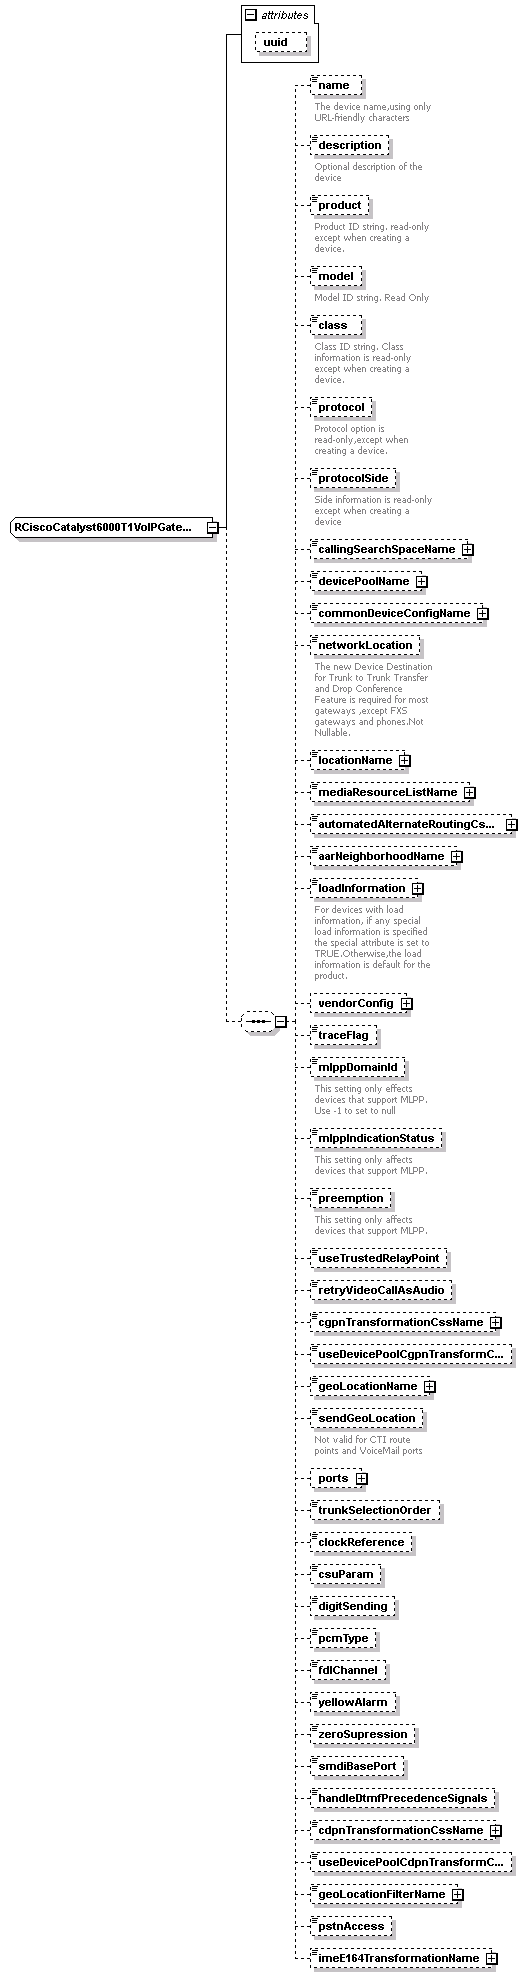 attributes
uuid
name
The device name,using only
URL-friendly characters
description
Optional description of the
device
product
Product ID string. read-only
except when creating a
device.
model
Model ID string. Read Only
class
Class ID string. Class
information is read-only
except when creating a
device.
protocol
Protocol option is
read-only,except when
creating a device.
protocolSide
Side information is read-only
except when creating a
device
RCiscoCatalyst6000T1VoIPGate...
callingSearchSpaceName
devicePoolName
commonDeviceConfigName
networkLocation
The new Device Destination
for Trunk to Trunk Transfer
and Drop Conference
Feature is required for most
gateways ,except FXS
gateways and phones.Not
Nullable.
locationName
mediaResourceListName
automatedAlternateRoutingCs...
aarNeighborhoodName
loadInformation
For devices with load
information, if any special
load information is specified
the special attribute is set to
TRUE.Otherwise,the load
information is default for the
product.
vendorConfig
traceFlag
mlppDomainId
This setting only effects
devices that support MLPP.
Use -1 to set to null
mlppIndicationStatus
This setting only affects
devices that support MLPP.
preemption
This setting only affects
devices that support MLPP.
useTrustedRelayPoint
retryVideoCallAsAudio
cgpnTransformationCssName
useDevicePoolCgpnTransformC...
geoLocationName
sendGeoLocation
Not valid for CTI route
points and VoiceMail ports
ports
trunkSelectionOrder
clockReference
csuParam
digitSending
pcmType
fdlChannel
yellowAlarm
zeroSupression
smdiBasePort
handleDtmfPrecedenceSignals
cdpnTransformationCssName
useDevicePoolCdpnTransformC...
geoLocationFilterName
pstnAccess
imeE164TransformationName